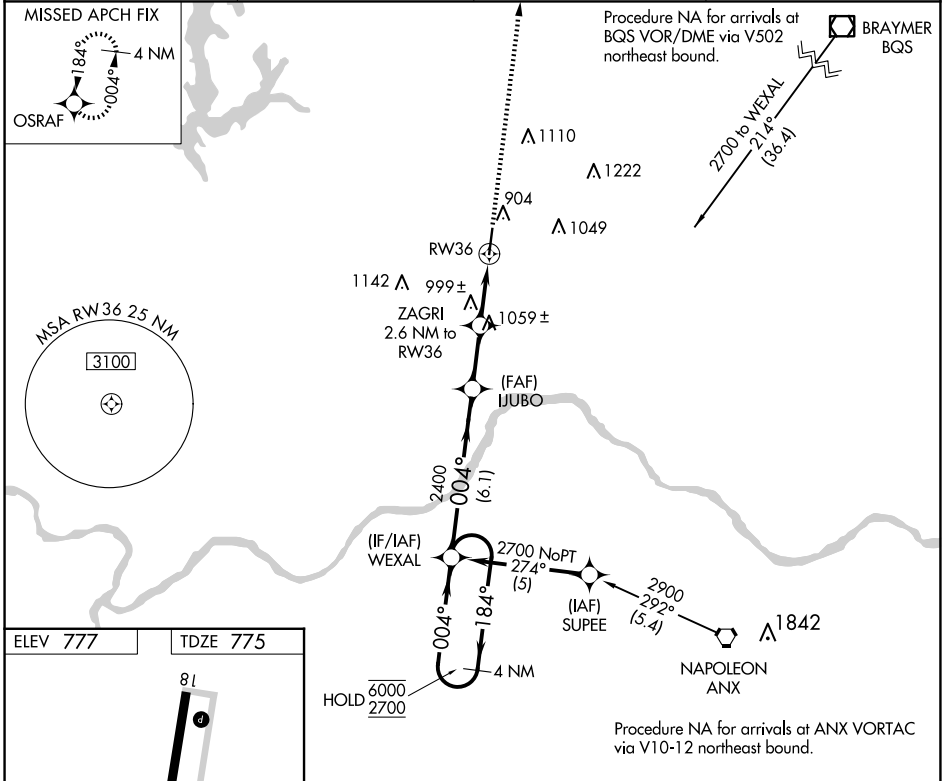 MISSED APCH FIX
184°
004°
4 NM
OSRAF
Procedure NA for arrivals at
BQS VOR/DME via V502
northeast bound.
BRAYMER
BQS
2700 to WEXAL
214°
(36.4)
1110
1222
904
1049
RW36
1142
999±
ZAGRI
2.6 NM to
RW36
1059±
MSA RW36 25 NM
3100
(FAF)
IJUBO
2400
004°
(6.1)
(IF/IAF)
WEXAL
2700 NoPT
274°
(5)
(IAF)
SUPEE
2900
292°
(5.4)
1842
NAPOLEON
ANX
004°
184°
4 NM
HOLD 6000
2700
ELEV 777
TDZE 775
18
P
Procedure NA for arrivals at ANX VORTAC
via V10-12 northeast bound.